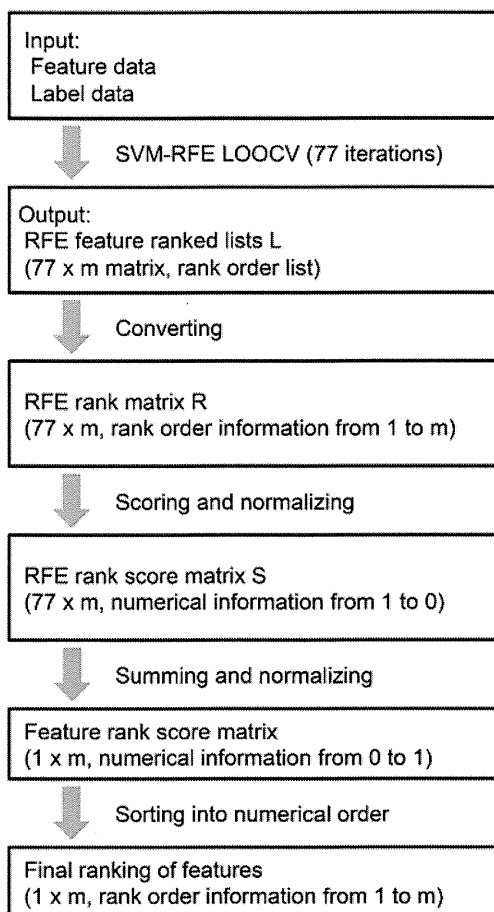 Input:
Feature data
Label data
SVM-RFE LOOCV (77 iterations)
Output:
RFE feature ranked lists L
(77 x m matrix, rank order list)
Converting
RFE rank matrix R
(77 x m, rank order information from 1 to m)
Scoring and normalizing
RFE rank score matrix S
(77 x m, numerical information from 1 to 0)
Summing and normalizing
Feature rank score matrix
(1 x m, numerical information from 0 to 1)
Sorting into numerical order
Final ranking of features
(1 x m, rank order information from 1 to m)